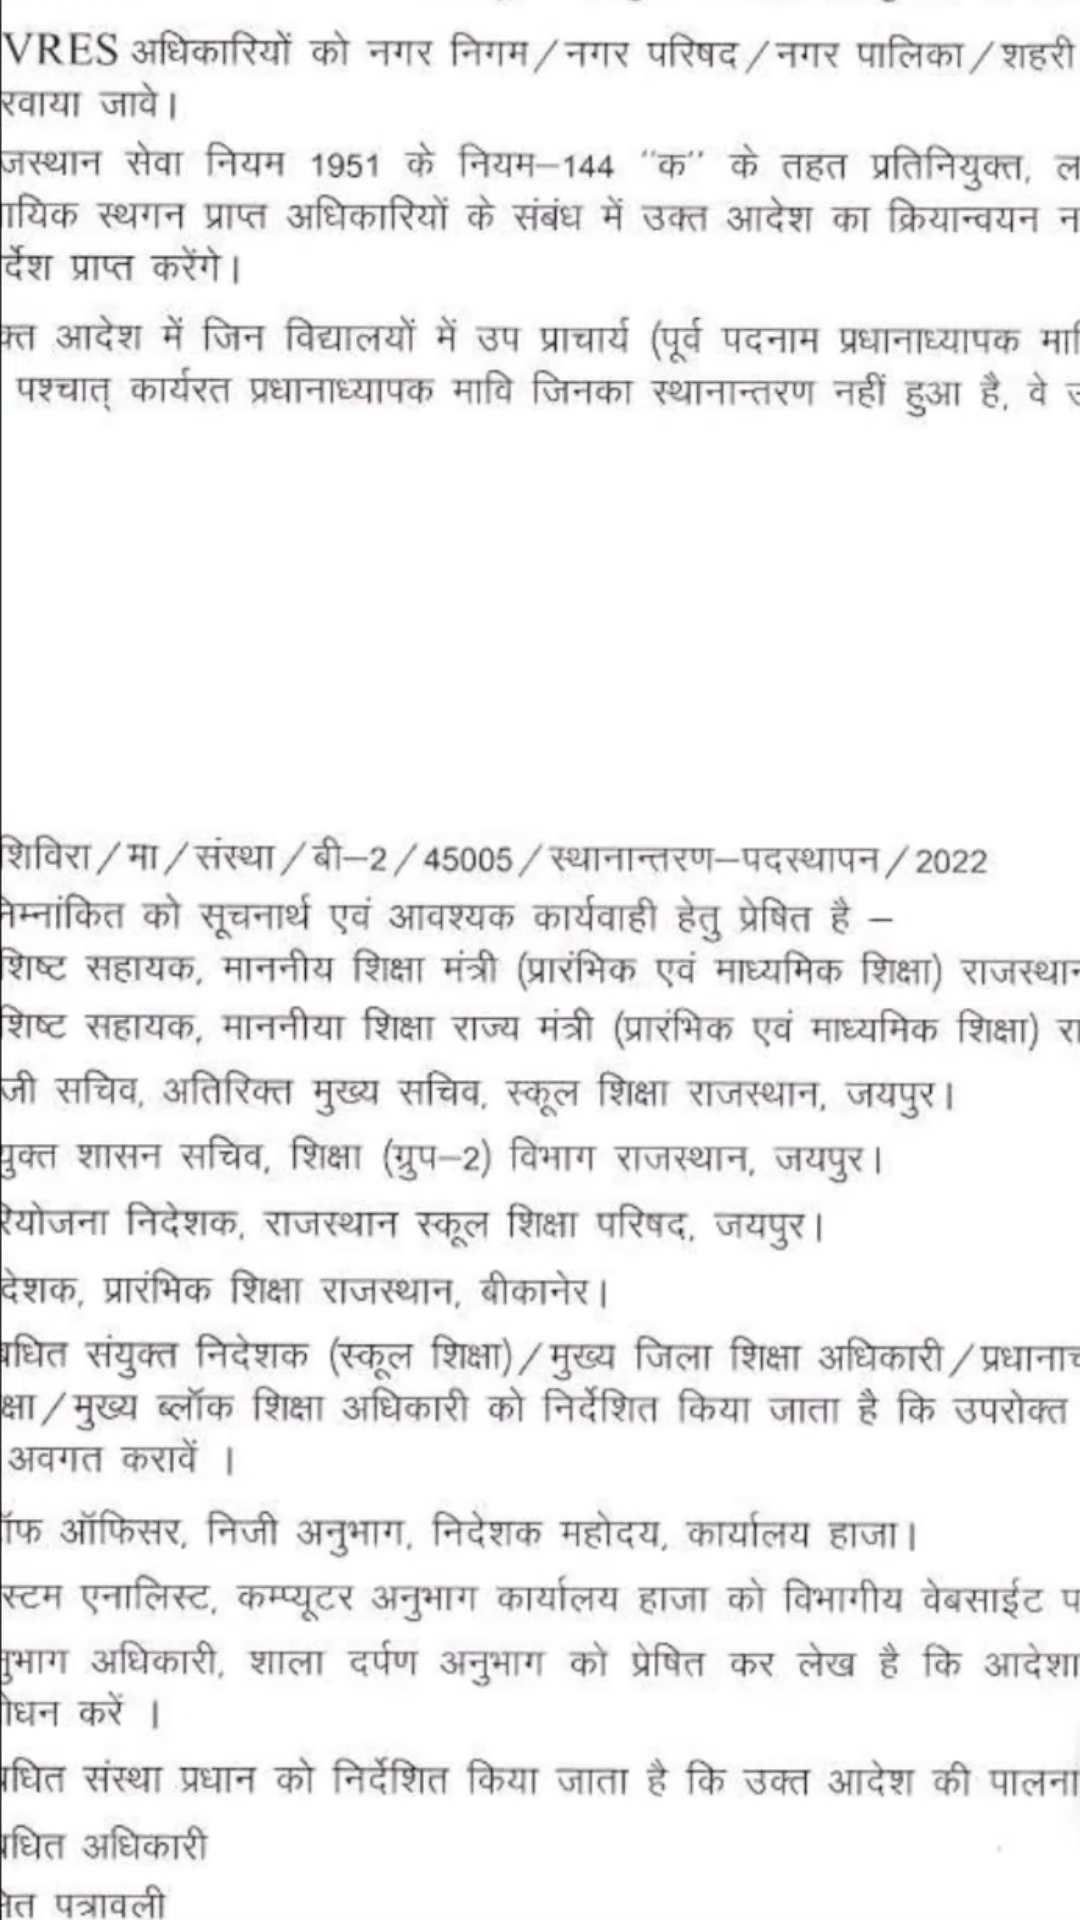 VRES अधिकारियों को नगर निगम/नगर परिषद/नगर पालिका/शहरी
रवाया जावे।
जस्थान सेवा नियम 1951 के नियम–144 "क" के तहत प्रतिनियुक्त, ल
ायिक स्थगन प्राप्त अधिकारियों के संबंध में उक्त आदेश का क्रियान्वयन न
र्देश प्राप्त करेंगे।
क्त आदेश में जिन विद्यालयों में उप प्राचार्य (पूर्व पदनाम प्रधानाध्यापक मा
पश्चात् कार्यरत प्रधानाध्यापक मावि जिनका स्थानान्तरण नहीं हुआ है, वे उ
शिविरा/मा/संस्था/बी–2/45005/स्थानान्तरण–पदस्थापन/2022
नेम्नांकित को सूचनार्थ एवं आवश्यक कार्यवाही हेतु प्रेषित है –
शिष्ट सहायक, माननीय शिक्षा मंत्री (प्रारंभिक एवं माध्यमिक शिक्षा) राजस्थान
शिष्ट सहायक, माननीया शिक्षा राज्य मंत्री (प्रारंभिक एवं माध्यमिक शिक्षा) रा
जी सचिव, अतिरिक्त मुख्य सचिव, स्कूल शिक्षा राजस्थान, जयपुर।
युक्त शासन सचिव, शिक्षा (ग्रुप–2) विभाग राजस्थान, जयपुर।
रियोजना निदेशक, राजस्थान स्कूल शिक्षा परिषद, जयपुर।
देशक, प्रारंभिक शिक्षा राजस्थान, बीकानेर।
बधित संयुक्त निदेशक (स्कूल शिक्षा)/मुख्य जिला शिक्षा अधिकारी/प्रधानाच
क्षा/मुख्य ब्लॉक शिक्षा अधिकारी को निर्देशित किया जाता है कि उपरोक्त
अवगत करावें ।
ॉफ ऑफिसर, निजी अनुभाग, निदेशक महोदय, कार्यालय हाजा।
स्टम एनालिस्ट, कम्प्यूटर अनुभाग कार्यालय हाजा को विभागीय वेबसाईट प
नुभाग अधिकारी, शाला दर्पण अनुभाग को प्रेषित कर लेख है कि आदेशा
ोधन करें ।
बधित संस्था प्रधान को निर्देशित किया जाता है कि उक्त आदेश की पालना
बधित अधिकारी
षित पत्रावली